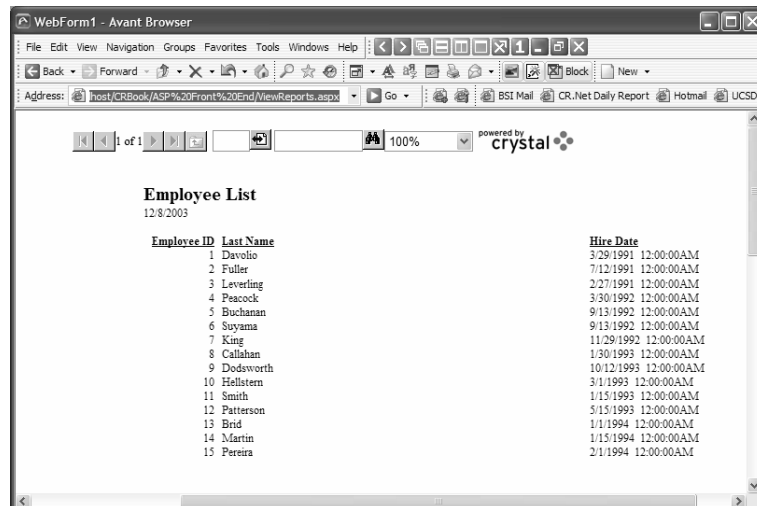 WebForm1 - Avant Browser
File Edit View Navigation Groups Favorites Tools Windows Help
Back Forward Block New
Address: host/CRBook/ASP%20Front%20End/ViewReports.aspx Go BSI Mail CR.Net Daily Report Hotmail UCSD
1 of 1 100% powered by crystal
Employee List
12/8/2003
Employee ID Last Name Hire Date
1 Davolio 3/29/1991 12:00:00AM
2 Fuller 7/12/1991 12:00:00AM
3 Leverling 2/27/1991 12:00:00AM
4 Peacock 3/30/1992 12:00:00AM
5 Buchanan 9/13/1992 12:00:00AM
6 Suyama 9/13/1992 12:00:00AM
7 King 11/29/1992 12:00:00AM
8 Callahan 1/30/1993 12:00:00AM
9 Dodsworth 10/12/1993 12:00:00AM
10 Hellstern 3/1/1993 12:00:00AM
11 Smith 1/15/1993 12:00:00AM
12 Patterson 5/15/1993 12:00:00AM
13 Brid 1/1/1994 12:00:00AM
14 Martin 1/15/1994 12:00:00AM
15 Pereira 2/1/1994 12:00:00AM